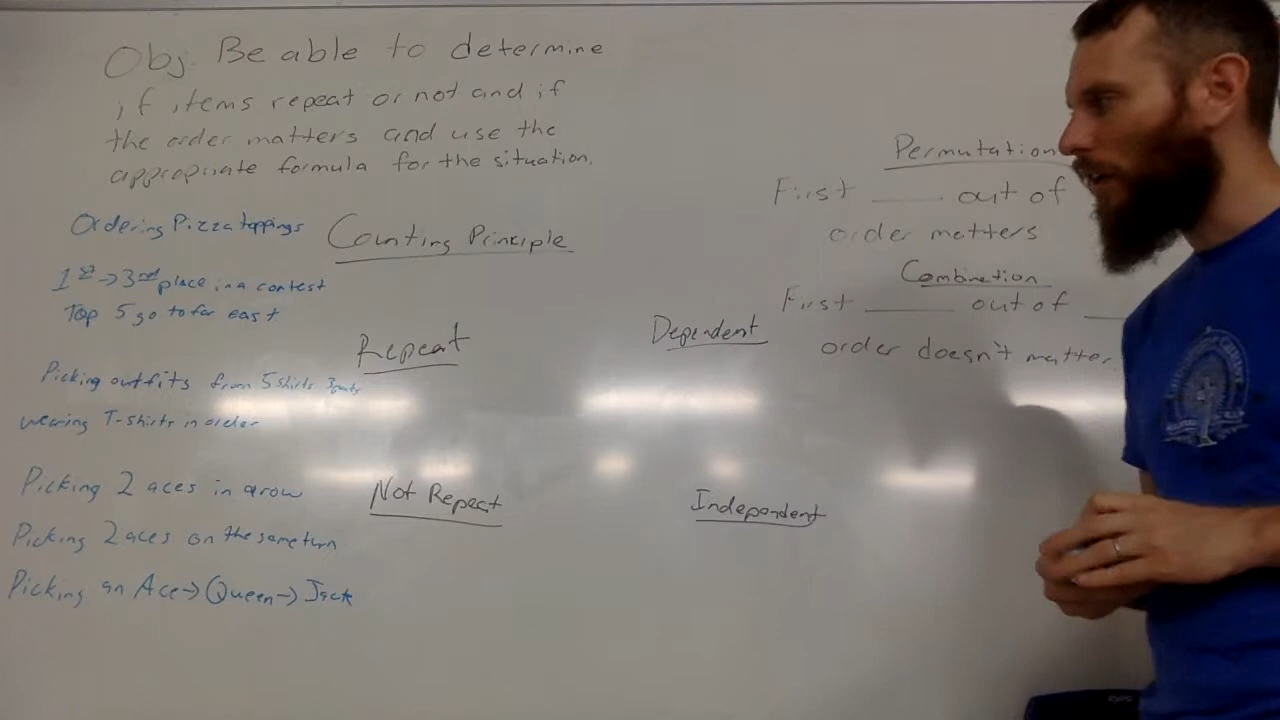 Obj. Be able to determine
if items repeat or not and if
the order matters and use the
appropriate formula for the situation.
Ordering Pizza toppings
Counting Principle
1st → 3rd place in a contest
Top 5 go to far east
Repeat
Picking outfits from 5 shirts 3
wearing T-shirts in order
Picking 2 aces in a row
Not Repeat
Picking 2 aces on the same turn
Picking an Ace → Queen → Jack
Dependent
Independent
Permutation
First ____ out of
order matters
Combination
First ____ out of ____
order doesn't matter